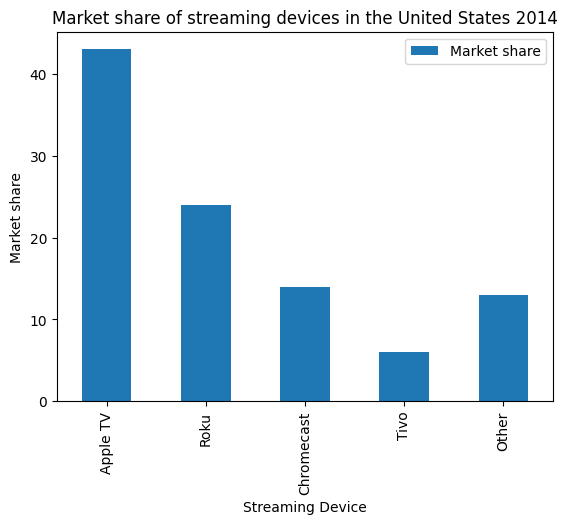 Market share of streaming devices in the United States 2014
Market share
Market share
40
30
20
10
0
Apple TV
Roku
Chromecast
Tivo
Other
Streaming Device